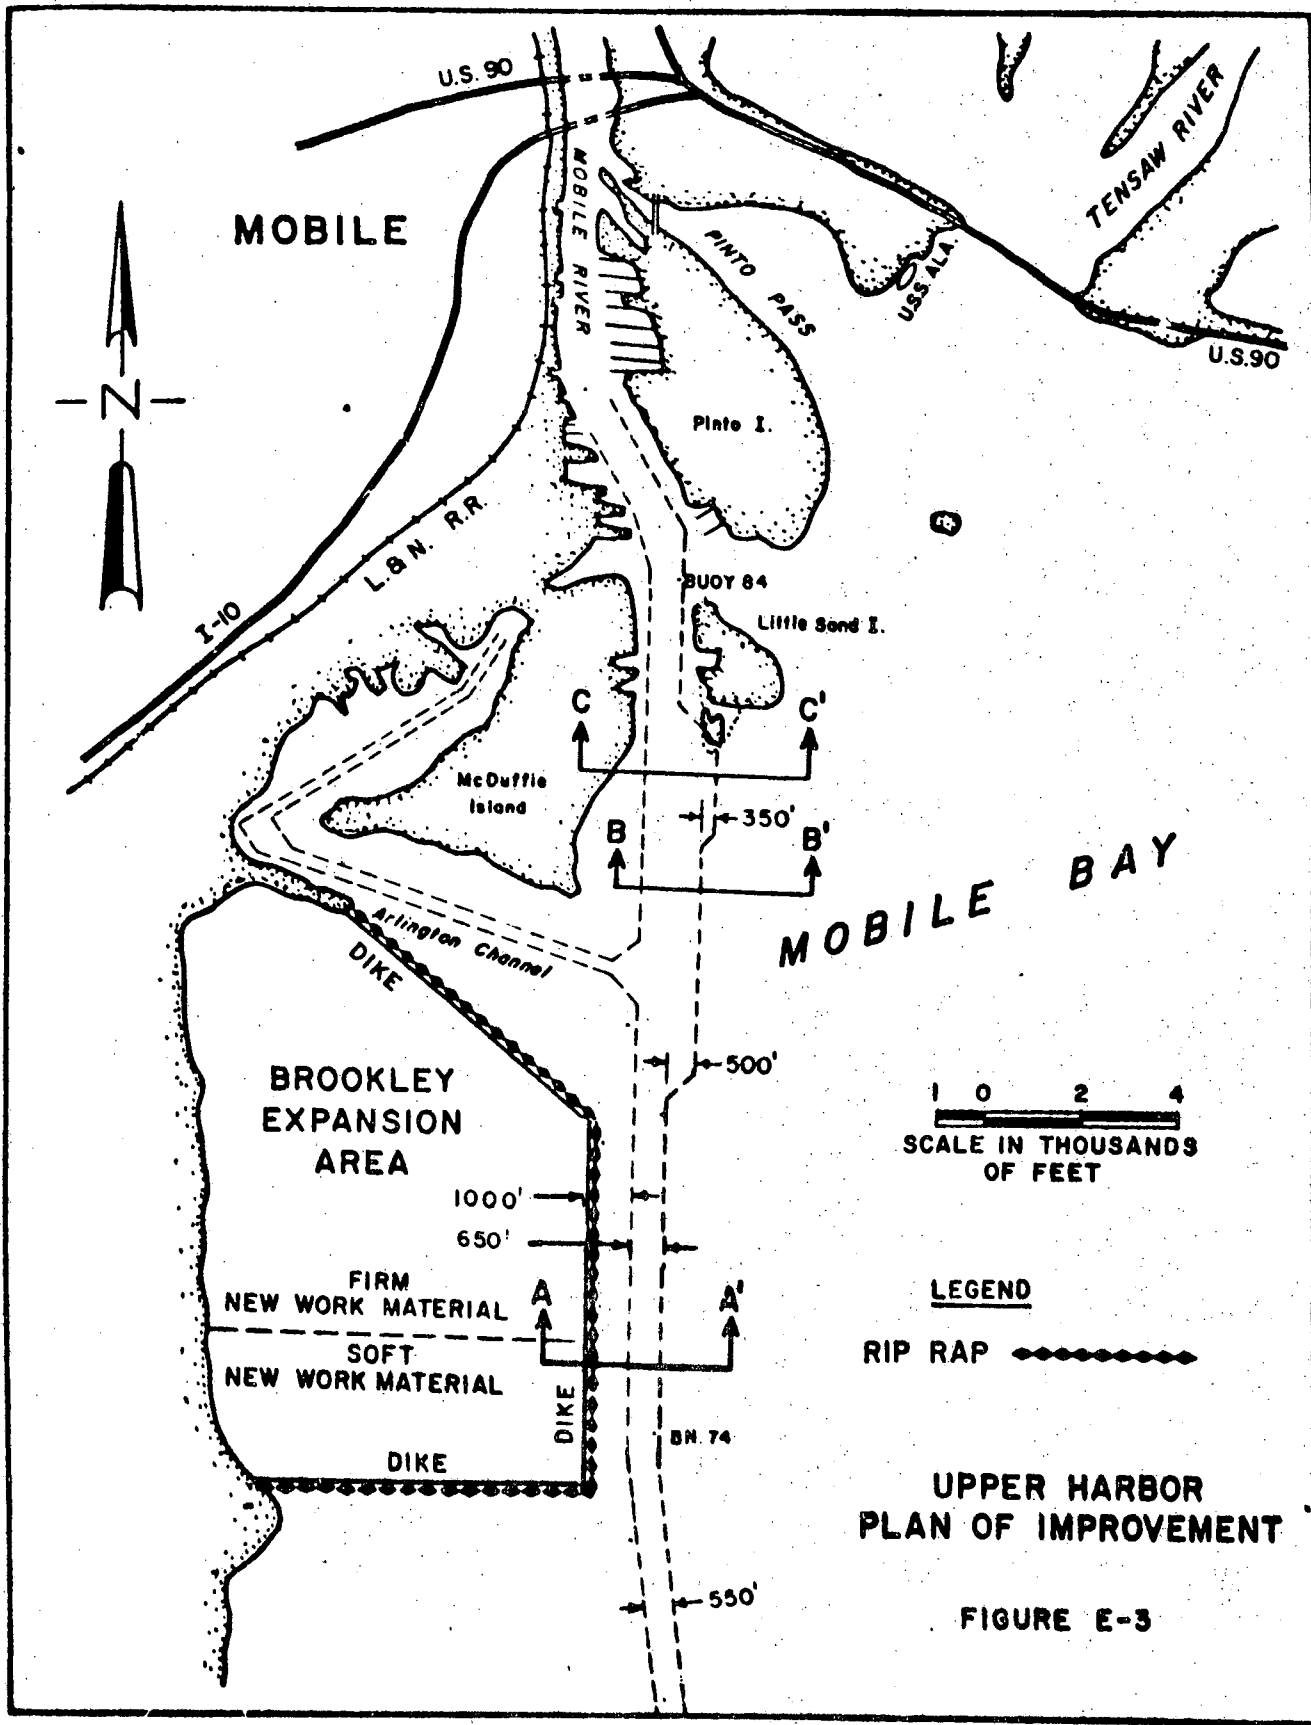 U.S. 90
MOBILE
MOBILE RIVER
TENSAW RIVER
PINTO PASS
U.S.S. ALA.
U.S.90
N
Pinto I.
L.&N. R.R.
I-10
BUOY 84
Little Sand I.
C
C'
McDuffie
Island
350'
B
B'
MOBILE BAY
Arlington Channel
DIKE
500'
BROOKLEY
EXPANSION
AREA
1 0 2 4
SCALE IN THOUSANDS
OF FEET
1000'
650'
FIRM
NEW WORK MATERIAL
A
A'
LEGEND
SOFT
NEW WORK MATERIAL
RIP RAP
DIKE
BN. 74
DIKE
UPPER HARBOR
PLAN OF IMPROVEMENT
550'
FIGURE E-3